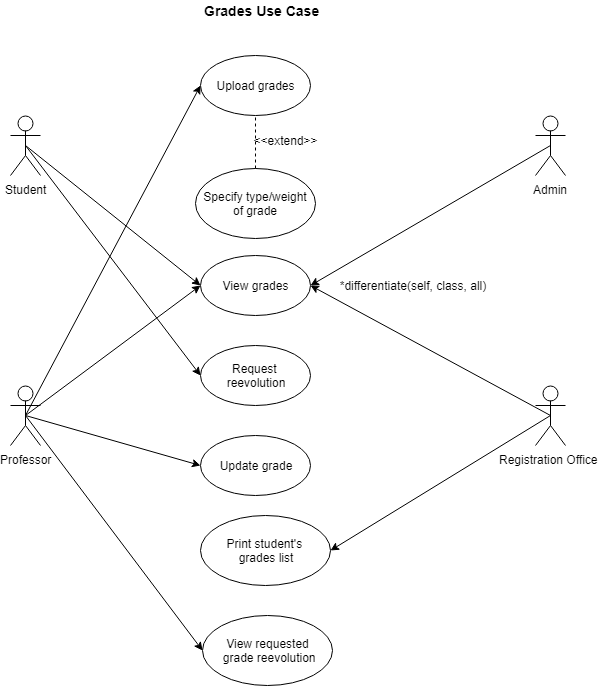 Grades Use Case
Upload grades
<<extend>>
Student
Admin
Specify type/weight
of grade
View grades
*differentiate(self, class, all)
Request
reevolution
Professor
Update grade
Registration Office
Print student's
grades list
View requested
grade reevolution